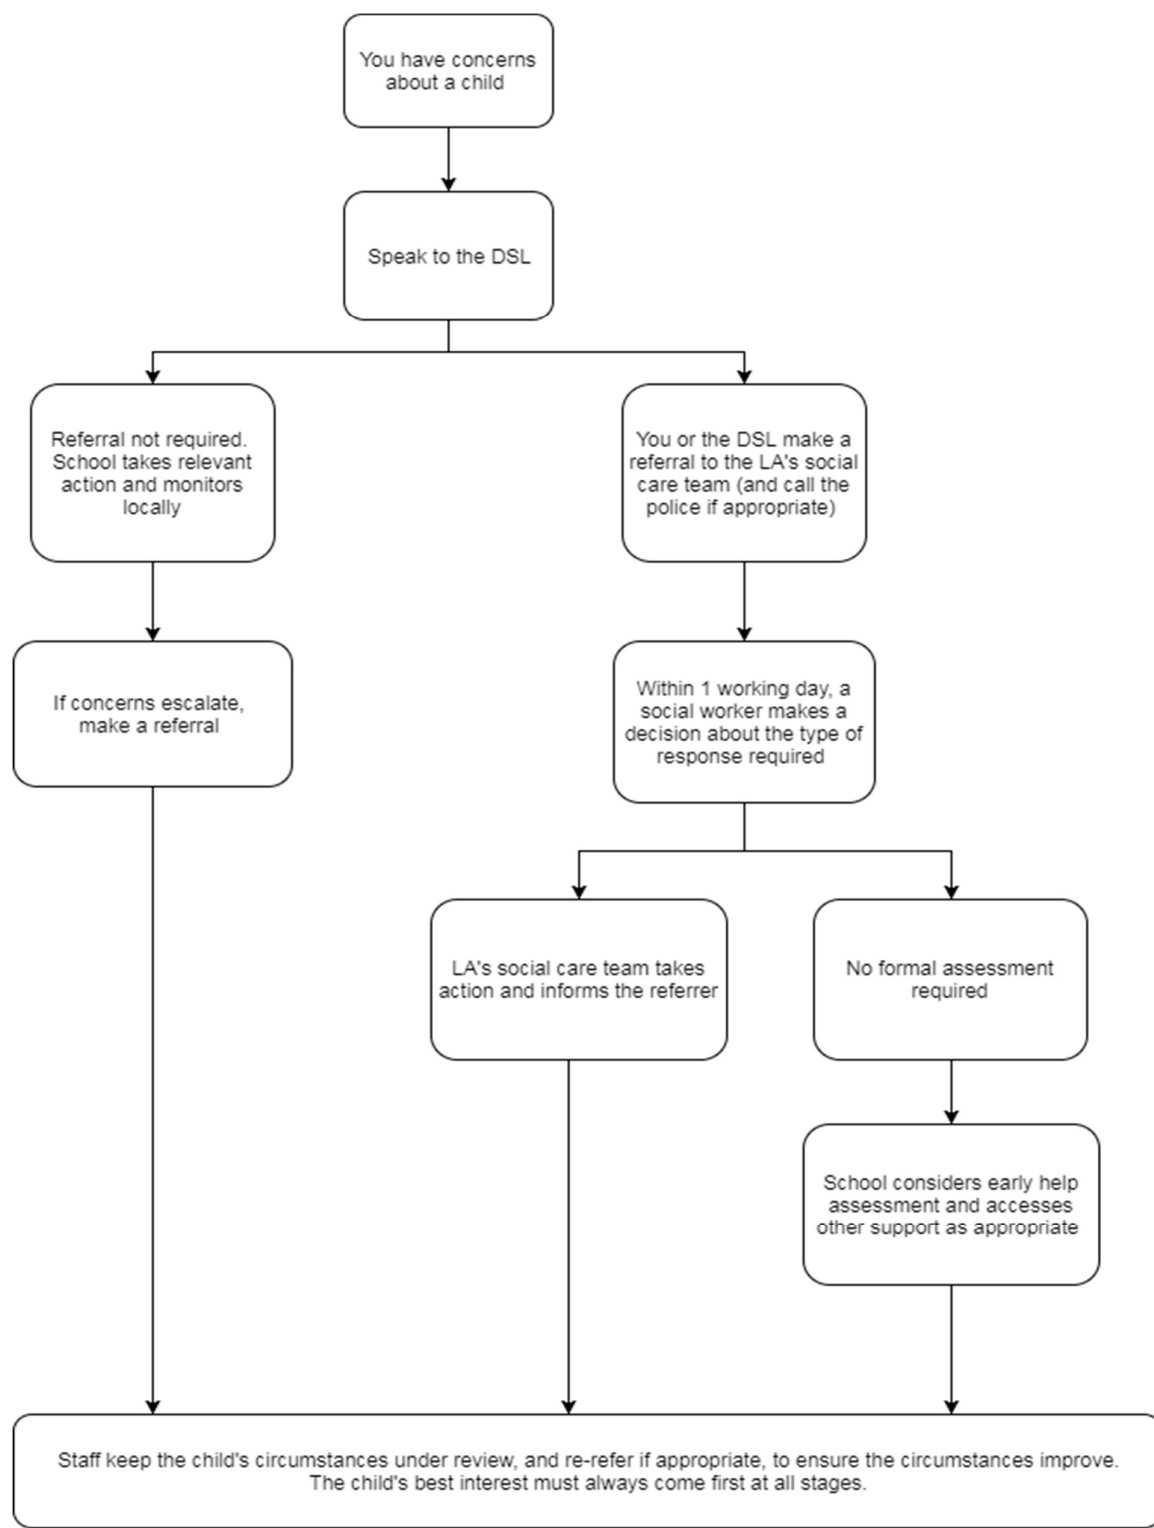 You have concerns
about a child
Speak to the DSL
Referral not required.
School takes relevant
action and monitors
locally
You or the DSL make a
referral to the LA's social
care team (and call the
police if appropriate)
If concerns escalate,
make a referral
Within 1 working day, a
social worker makes a
decision about the type of
response required
LA's social care team takes
action and informs the referrer
No formal assessment
required
School considers early help
assessment and accesses
other support as appropriate
Staff keep the child's circumstances under review, and re-refer if appropriate, to ensure the circumstances improve.
The child's best interest must always come first at all stages.